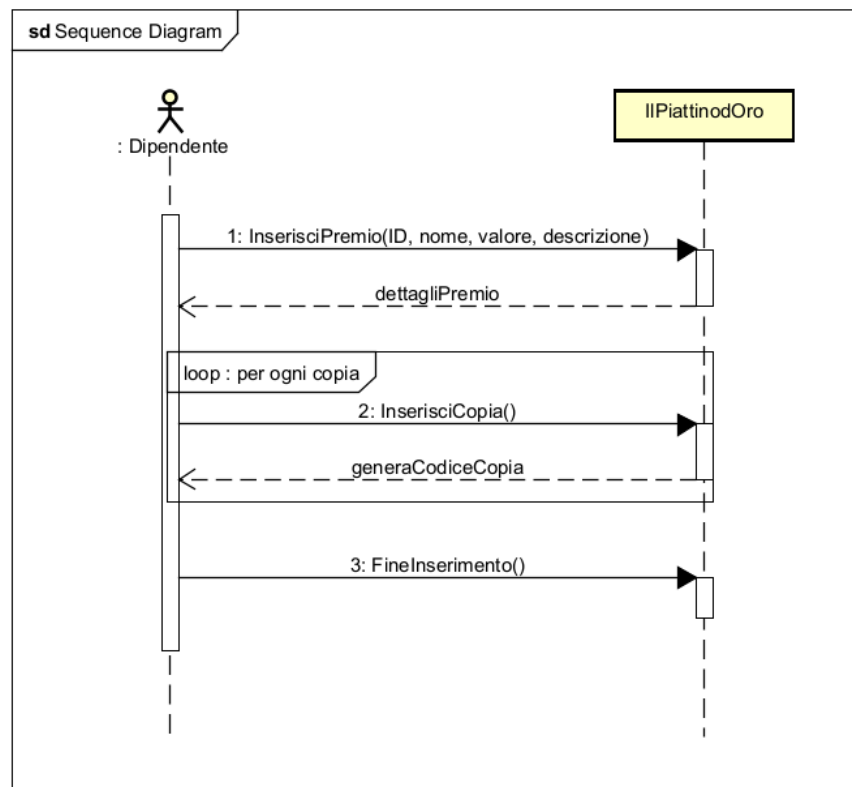 sd Sequence Diagram
: Dipendente
IlPiattinodOro
1: InserisciPremio(ID, nome, valore, descrizione)
dettagliPremio
loop : per ogni copia
2: InserisciCopia()
generaCodiceCopia
3: FineInserimento()